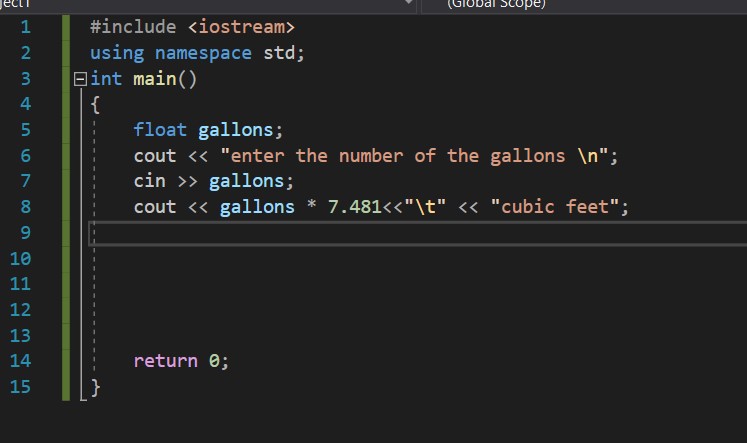 ject1 (Global Scope)
1 #include <iostream>
2 using namespace std;
3 int main()
4 {
5 float gallons;
6 cout << "enter the number of the gallons \n";
7 cin >> gallons;
8 cout << gallons * 7.481<<"\t" << "cubic feet";
9
10
11
12
13
14 return 0;
15 }